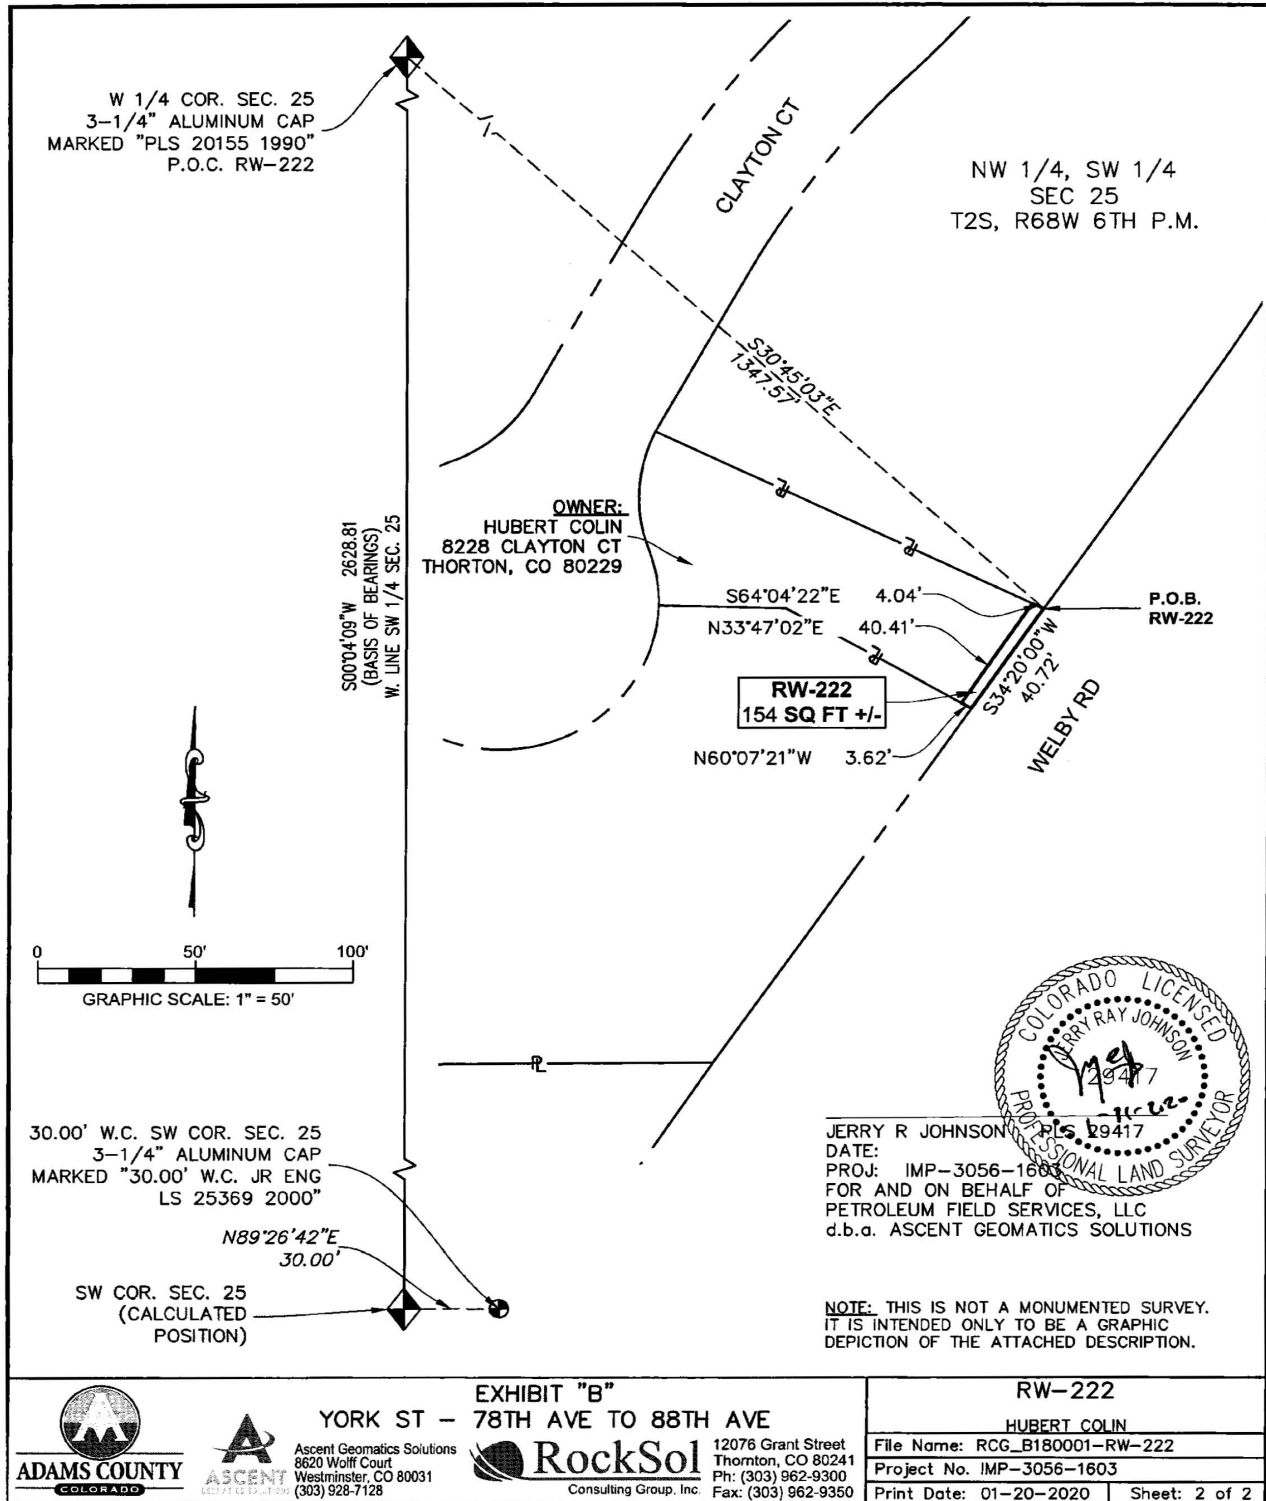 W 1/4 COR. SEC. 25
3-1/4" ALUMINUM CAP
MARKED "PLS 20155 1990"
P.O.C. RW-222
CLAYTON CT
NW 1/4, SW 1/4
SEC 25
T2S, R68W 6TH P.M.
S30°45'03"E
1347.57'
S00°04'09"W 2628.81
(BASIS OF BEARINGS)
W. LINE SW 1/4 SEC. 25
OWNER:
HUBERT COLIN
8228 CLAYTON CT
THORTON, CO 80229
PL
PL
S64°04'22"E 4.04'
N33°47'02"E 40.41'
PL
P.O.B.
RW-222
RW-222
154 SQ FT +/-
S34°20'00"W
40.72'
N60°07'21"W 3.62'
WELBY RD
0 50' 100'
GRAPHIC SCALE: 1" = 50'
PL
30.00' W.C. SW COR. SEC. 25
3-1/4" ALUMINUM CAP
MARKED "30.00' W.C. JR ENG
LS 25369 2000"
N89°26'42"E
30.00'
SW COR. SEC. 25
(CALCULATED
POSITION)
COLORADO LICENSED
JERRY RAY JOHNSON
29417
PROFESSIONAL LAND SURVEYOR
JERRY R JOHNSON PLS 29417
DATE:
PROJ: IMP-3056-1603
FOR AND ON BEHALF OF
PETROLEUM FIELD SERVICES, LLC
d.b.a. ASCENT GEOMATICS SOLUTIONS
NOTE: THIS IS NOT A MONUMENTED SURVEY.
IT IS INTENDED ONLY TO BE A GRAPHIC
DEPICTION OF THE ATTACHED DESCRIPTION.
ADAMS COUNTY
COLORADO
EXHIBIT "B"
YORK ST - 78TH AVE TO 88TH AVE
ASCENT
GEOMATICS SOLUTIONS
Ascent Geomatics Solutions
8620 Wolff Court
Westminster, CO 80031
(303) 928-7128
RockSol
Consulting Group, Inc.
12076 Grant Street
Thornton, CO 80241
Ph: (303) 962-9300
Fax: (303) 962-9350
RW-222
HUBERT COLIN
File Name: RCG_B180001-RW-222
Project No. IMP-3056-1603
Print Date: 01-20-2020 Sheet: 2 of 2